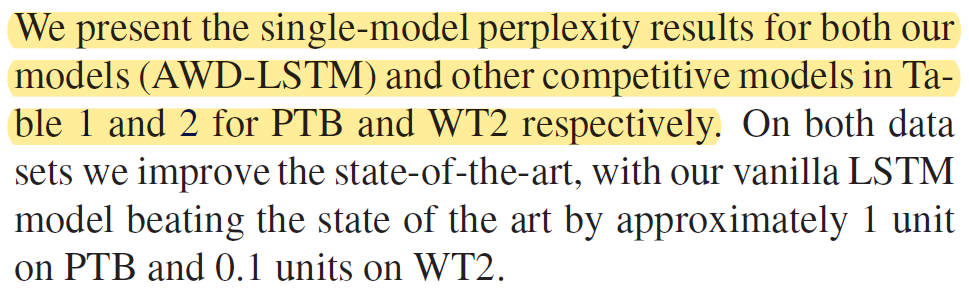 We present the single-model perplexity results for both our
models (AWD-LSTM) and other competitive models in Ta-
ble 1 and 2 for PTB and WT2 respectively. On both data
sets we improve the state-of-the-art, with our vanilla LSTM
model beating the state of the art by approximately 1 unit
on PTB and 0.1 units on WT2.